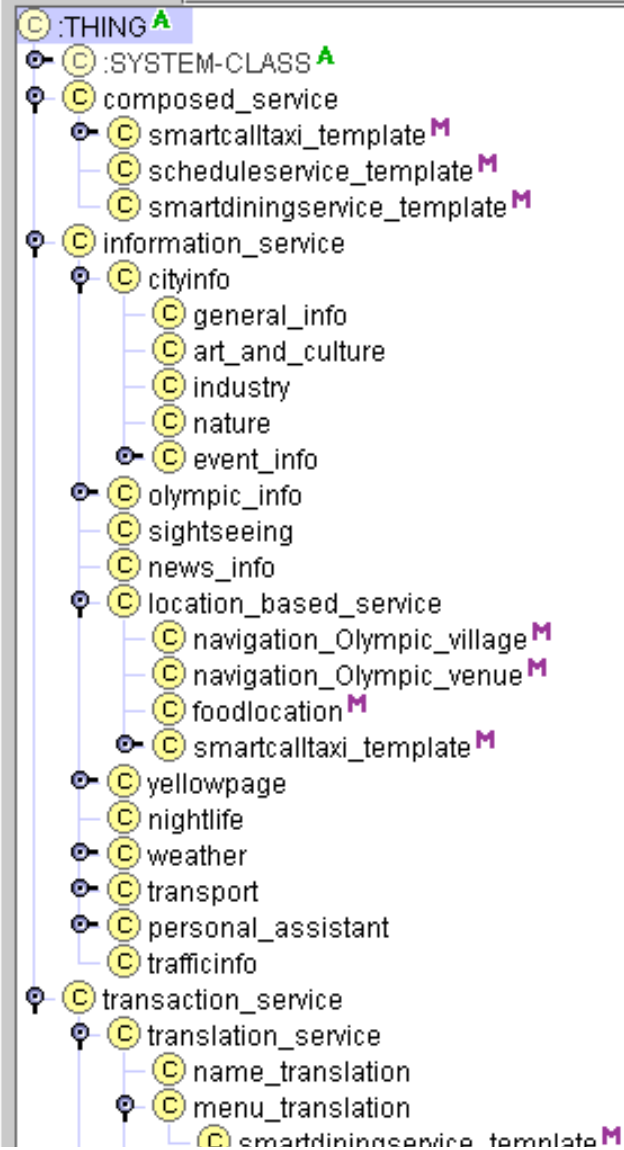 C :THING A
C :SYSTEM-CLASS A
C composed_service
C smartcalltaxi_template M
C scheduleservice_template M
C smartdiningservice_template M
C information_service
C cityinfo
C general_info
C art_and_culture
C industry
C nature
C event_info
C olympic_info
C sightseeing
C news_info
C location_based_service
C navigation_Olympic_village M
C navigation_Olympic_venue M
C foodlocation M
C smartcalltaxi_template M
C yellowpage
C nightlife
C weather
C transport
C personal_assistant
C trafficinfo
C transaction_service
C translation_service
C name_translation
C menu_translation
C smartdiningservice_template M